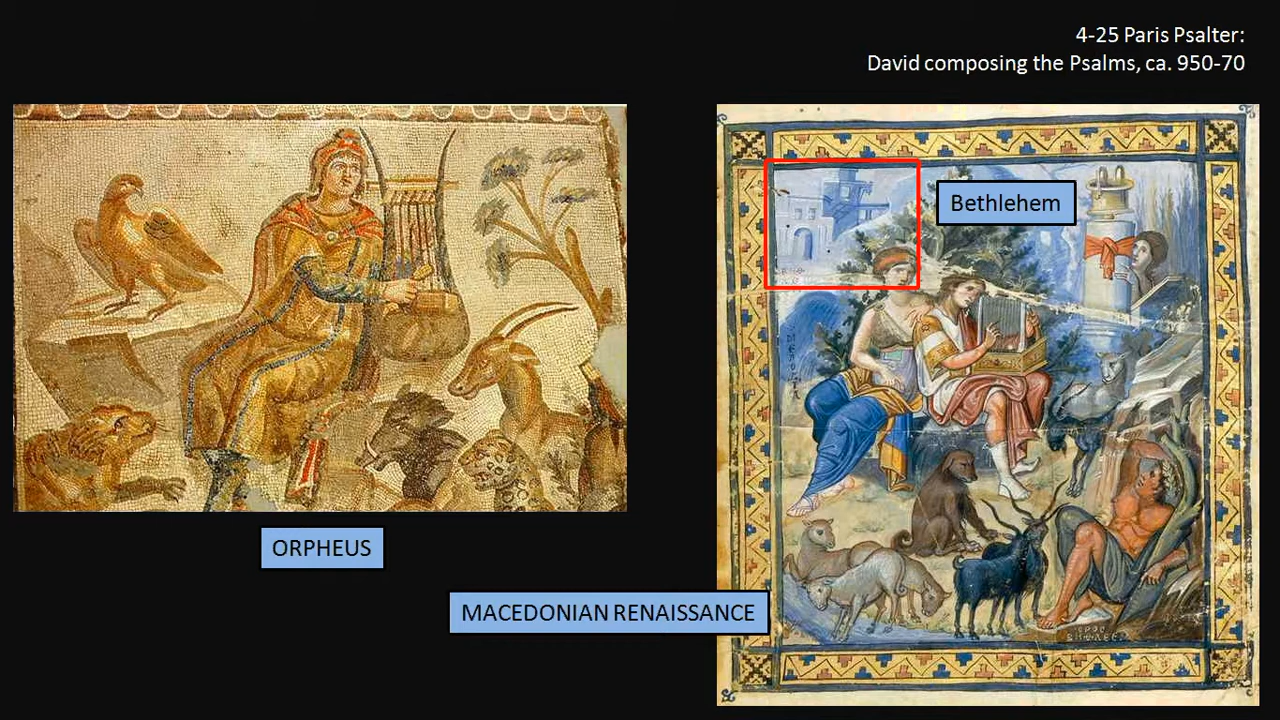 4-25 Paris Psalter:
David composing the Psalms, ca. 950-70
Bethlehem
ORPHEUS
MACEDONIAN RENAISSANCE